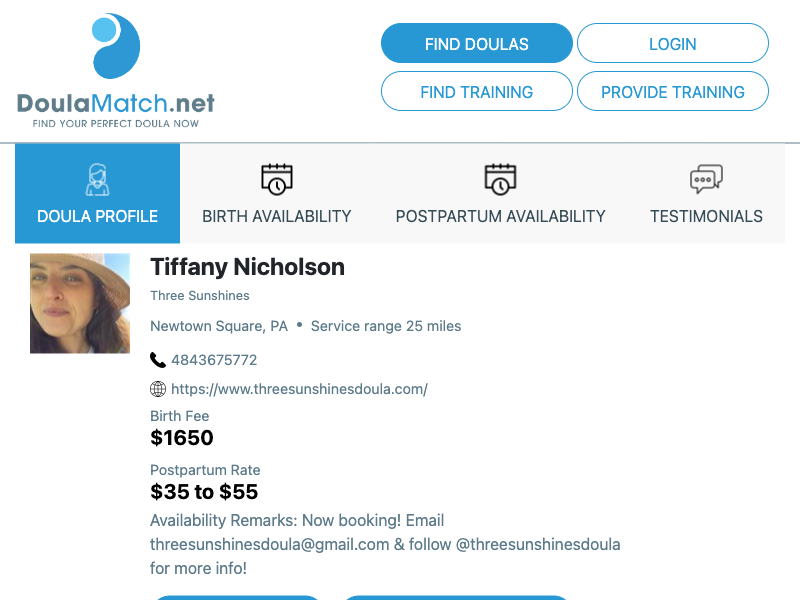 FIND DOULAS
LOGIN
DoulaMatch.net
FIND YOUR PERFECT DOULA NOW
FIND TRAINING
PROVIDE TRAINING
DOULA PROFILE
BIRTH AVAILABILITY
POSTPARTUM AVAILABILITY
TESTIMONIALS
Tiffany Nicholson
Three Sunshines
Newtown Square, PA • Service range 25 miles
4843675772
https://www.threesunshinesdoula.com/
Birth Fee
$1650
Postpartum Rate
$35 to $55
Availability Remarks: Now booking! Email
threesunshinesdoula@gmail.com & follow @threesunshinesdoula
for more info!